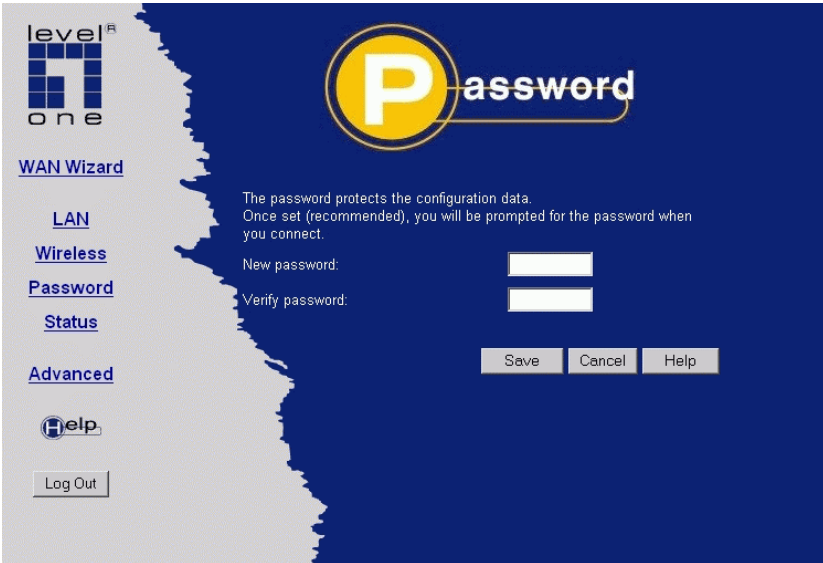 level®
one
WAN Wizard
LAN
Wireless
Password
Status
Advanced
Help
Log Out
Password
The password protects the configuration data.
Once set (recommended), you will be prompted for the password when
you connect.
New password:
Verify password:
Save Cancel Help